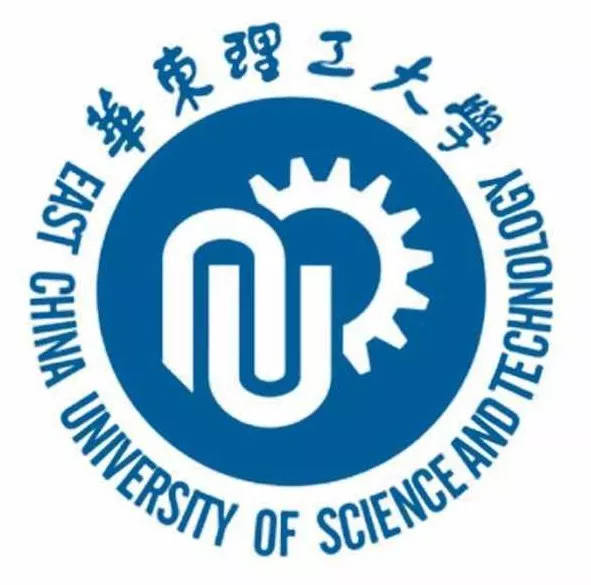 華東理工大學
EAST CHINA UNIVERSITY OF SCIENCE AND TECHNOLOGY